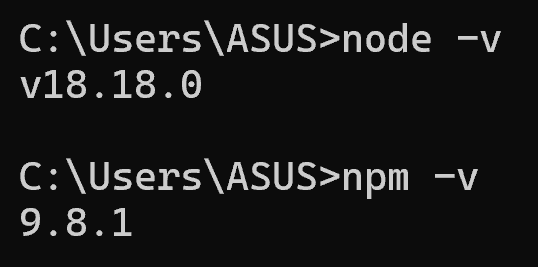 C:\Users\ASUS>node -v
v18.18.0
C:\Users\ASUS>npm -v
9.8.1